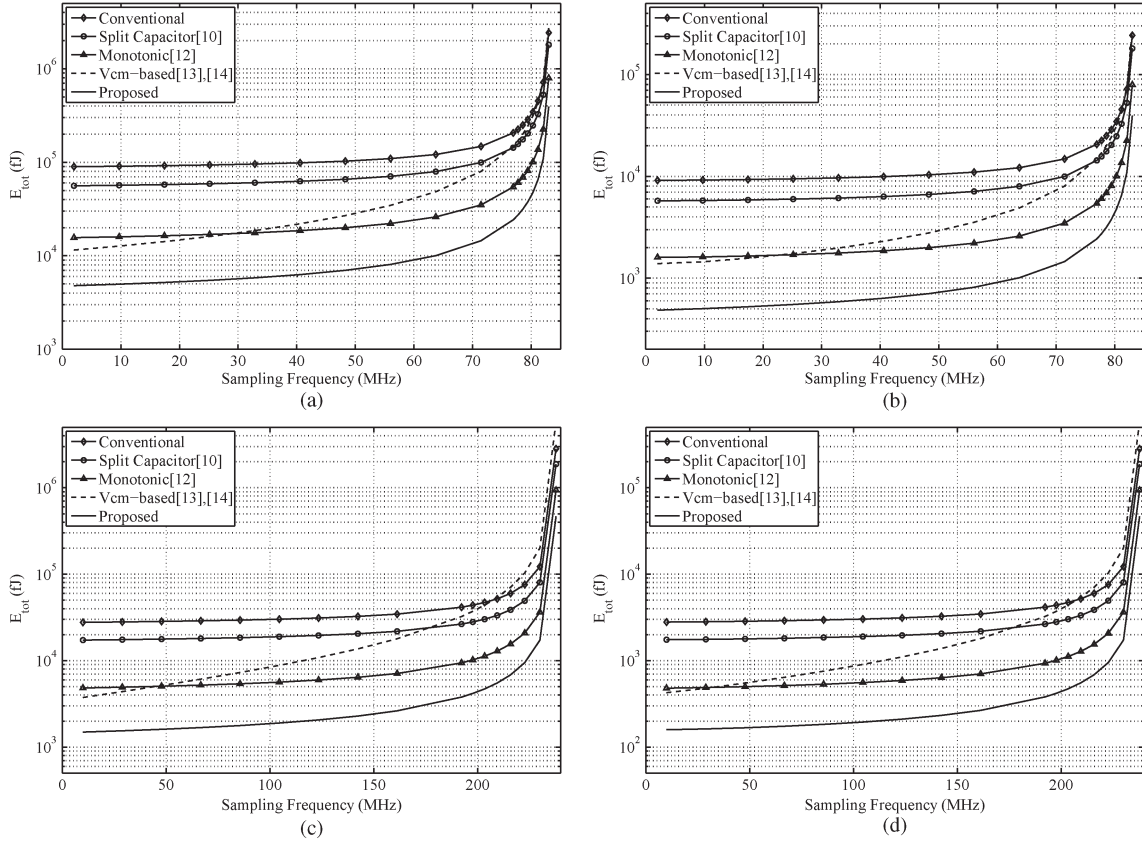 Conventional
Split Capacitor[10]
Monotonic[12]
Vcm−based[13],[14]
Proposed
10^6
10^5
10^4
10^3
E_tot (fJ)
0 10 20 30 40 50 60 70 80
Sampling Frequency (MHz)
(a)
Conventional
Split Capacitor[10]
Monotonic[12]
Vcm−based[13],[14]
Proposed
10^5
10^4
10^3
E_tot (fJ)
0 10 20 30 40 50 60 70 80
Sampling Frequency (MHz)
(b)
Conventional
Split Capacitor[10]
Monotonic[12]
Vcm−based[13],[14]
Proposed
10^6
10^5
10^4
10^3
E_tot (fJ)
0 50 100 150 200
Sampling Frequency (MHz)
(c)
Conventional
Split Capacitor[10]
Monotonic[12]
Vcm−based[13],[14]
Proposed
10^5
10^4
10^3
10^2
E_tot (fJ)
0 50 100 150 200
Sampling Frequency (MHz)
(d)